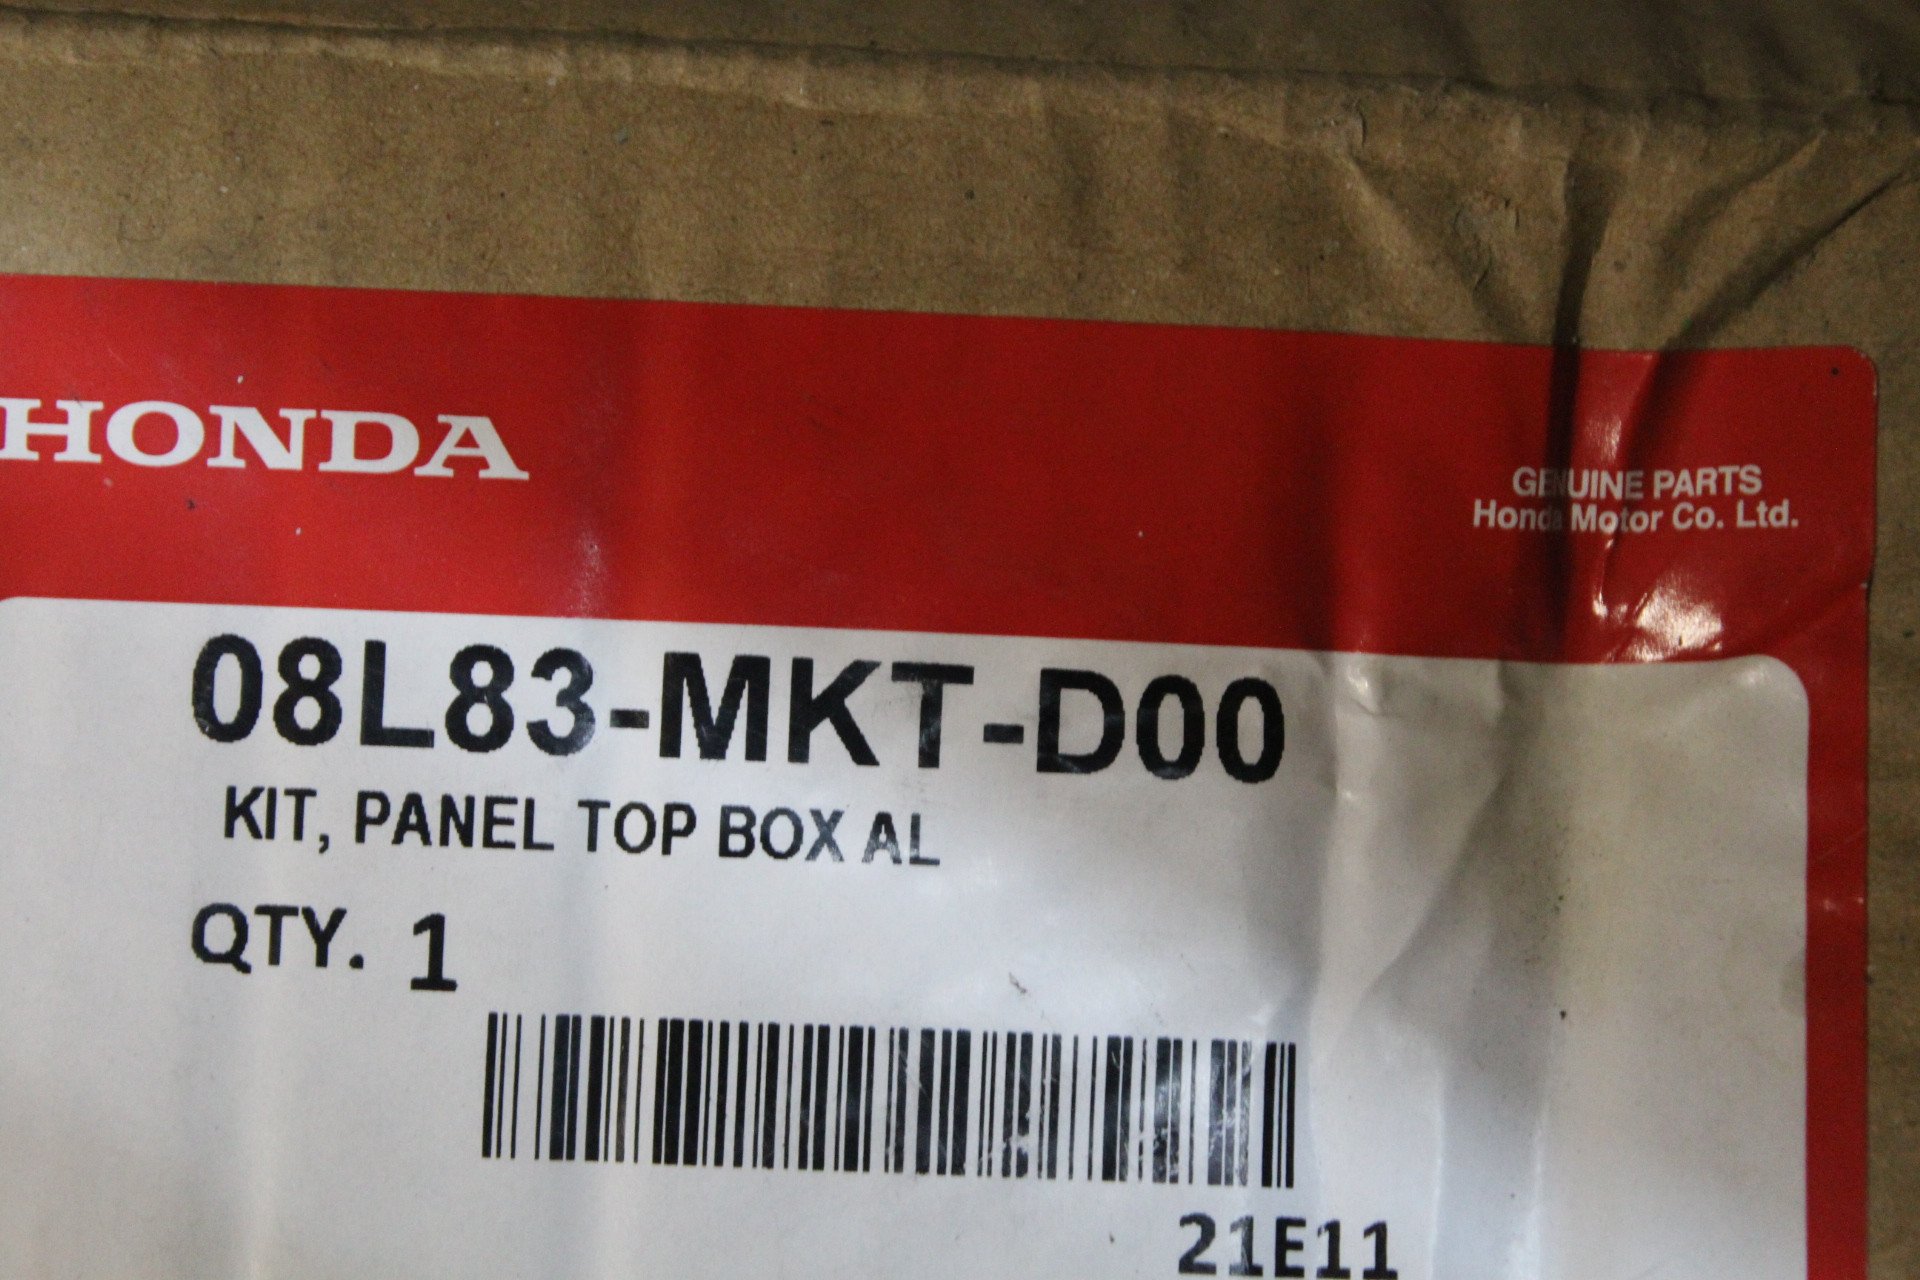 HONDA
GENUINE PARTS
Honda Motor Co. Ltd.
08L83-MKT-D00
KIT, PANEL TOP BOX AL
QTY. 1
21E11